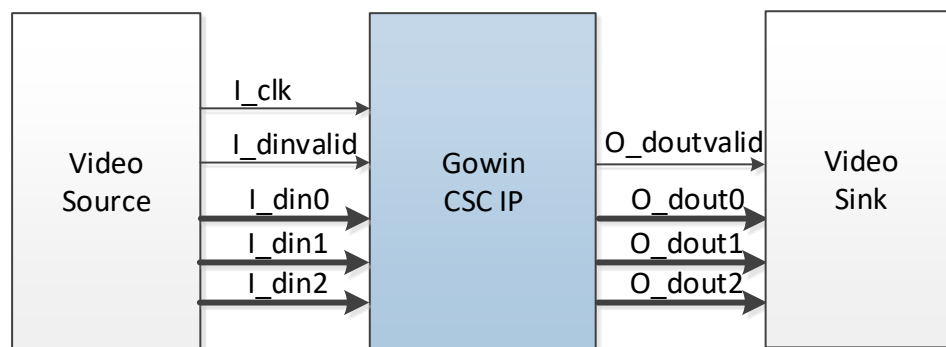 Video
Source
I_clk
I_dinvalid
I_din0
I_din1
I_din2
Gowin
CSC IP
O_doutvalid
O_dout0
O_dout1
O_dout2
Video
Sink